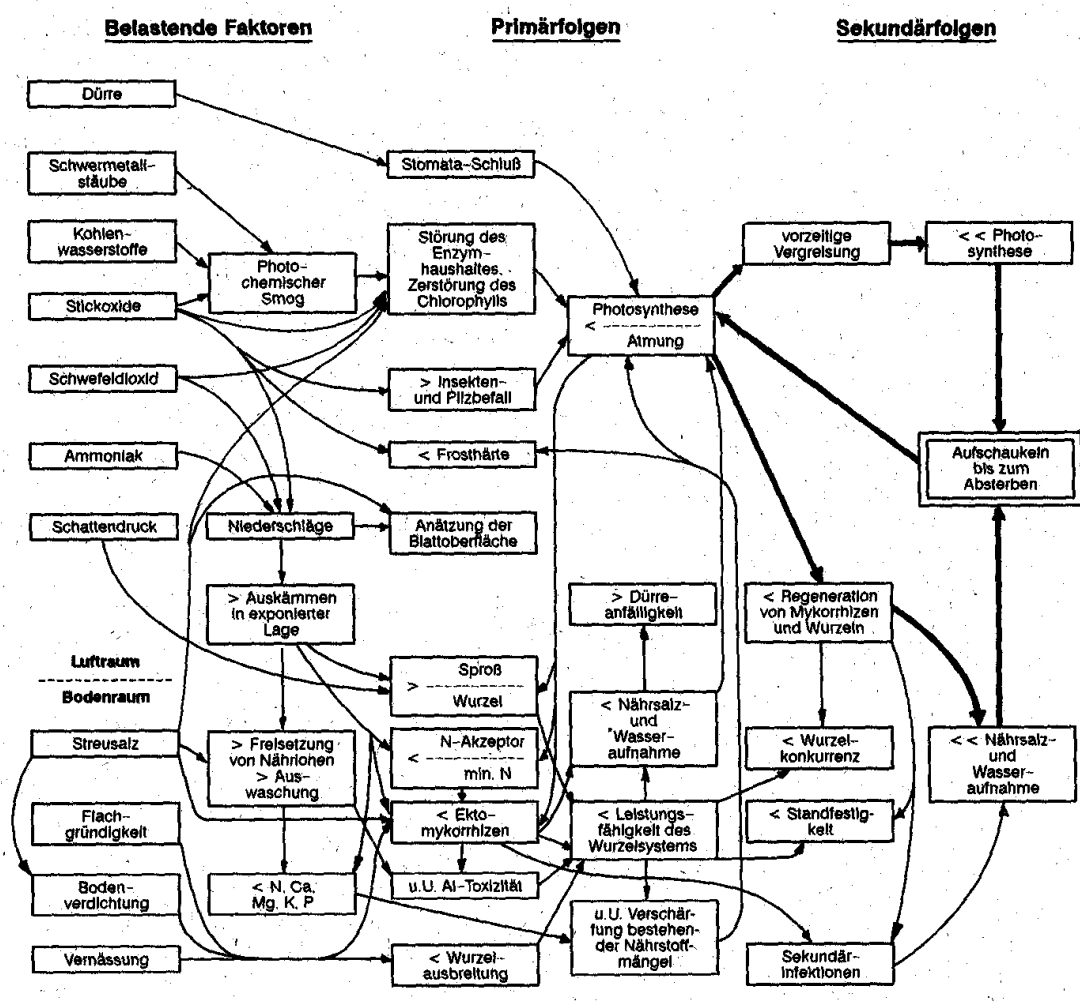 Belastende Faktoren
Primärfolgen
Sekundärfolgen
Dürre
Schwermetall-
stäube
Kohlen-
wasserstoffe
Stickoxide
Schwefeldioxid
Ammoniak
Schattendruck
Luftraum
Bodenraum
Streusalz
Flach-
gründigkeit
Boden-
verdichtung
Vernässung
Photo-
chemischer
Smog
Niederschläge
> Auskämmen
in exponierter
Lage
> Freisetzung
von Nährionen
> Aus-
waschung
< N, Ca,
Mg, K, P
Stomata-Schluß
Störung des
Enzym-
haushaltes.
Zerstörung des
Chlorophylls
> Insekten-
und Pilzbefall
< Frosthärte
Anätzung der
Blattoberfläche
Sproß
>
Wurzel
N-Akzeptor
<
min. N
< Ekto-
mykorrhizen
u.U. Al-Toxizität
< Wurzel-
ausbreitung
Photosynthese
<
Atmung
> Dürre-
anfälligkeit
< Nährsalz-
und
Wasser-
aufnahme
< Leistungs-
fähigkeit des
Wurzelsystems
u.U. Verschär-
fung bestehen-
der Nährstoff-
mängel
vorzeitige
Vergreisung
< < Photo-
synthese
Aufschaukeln
bis zum
Absterben
< Regeneration
von Mykorrhizen
und Wurzeln
< Wurzel-
konkurrenz
< Standfestig-
keit
Sekundär-
infektionen
< < Nährsalz-
und
Wasser-
aufnahme